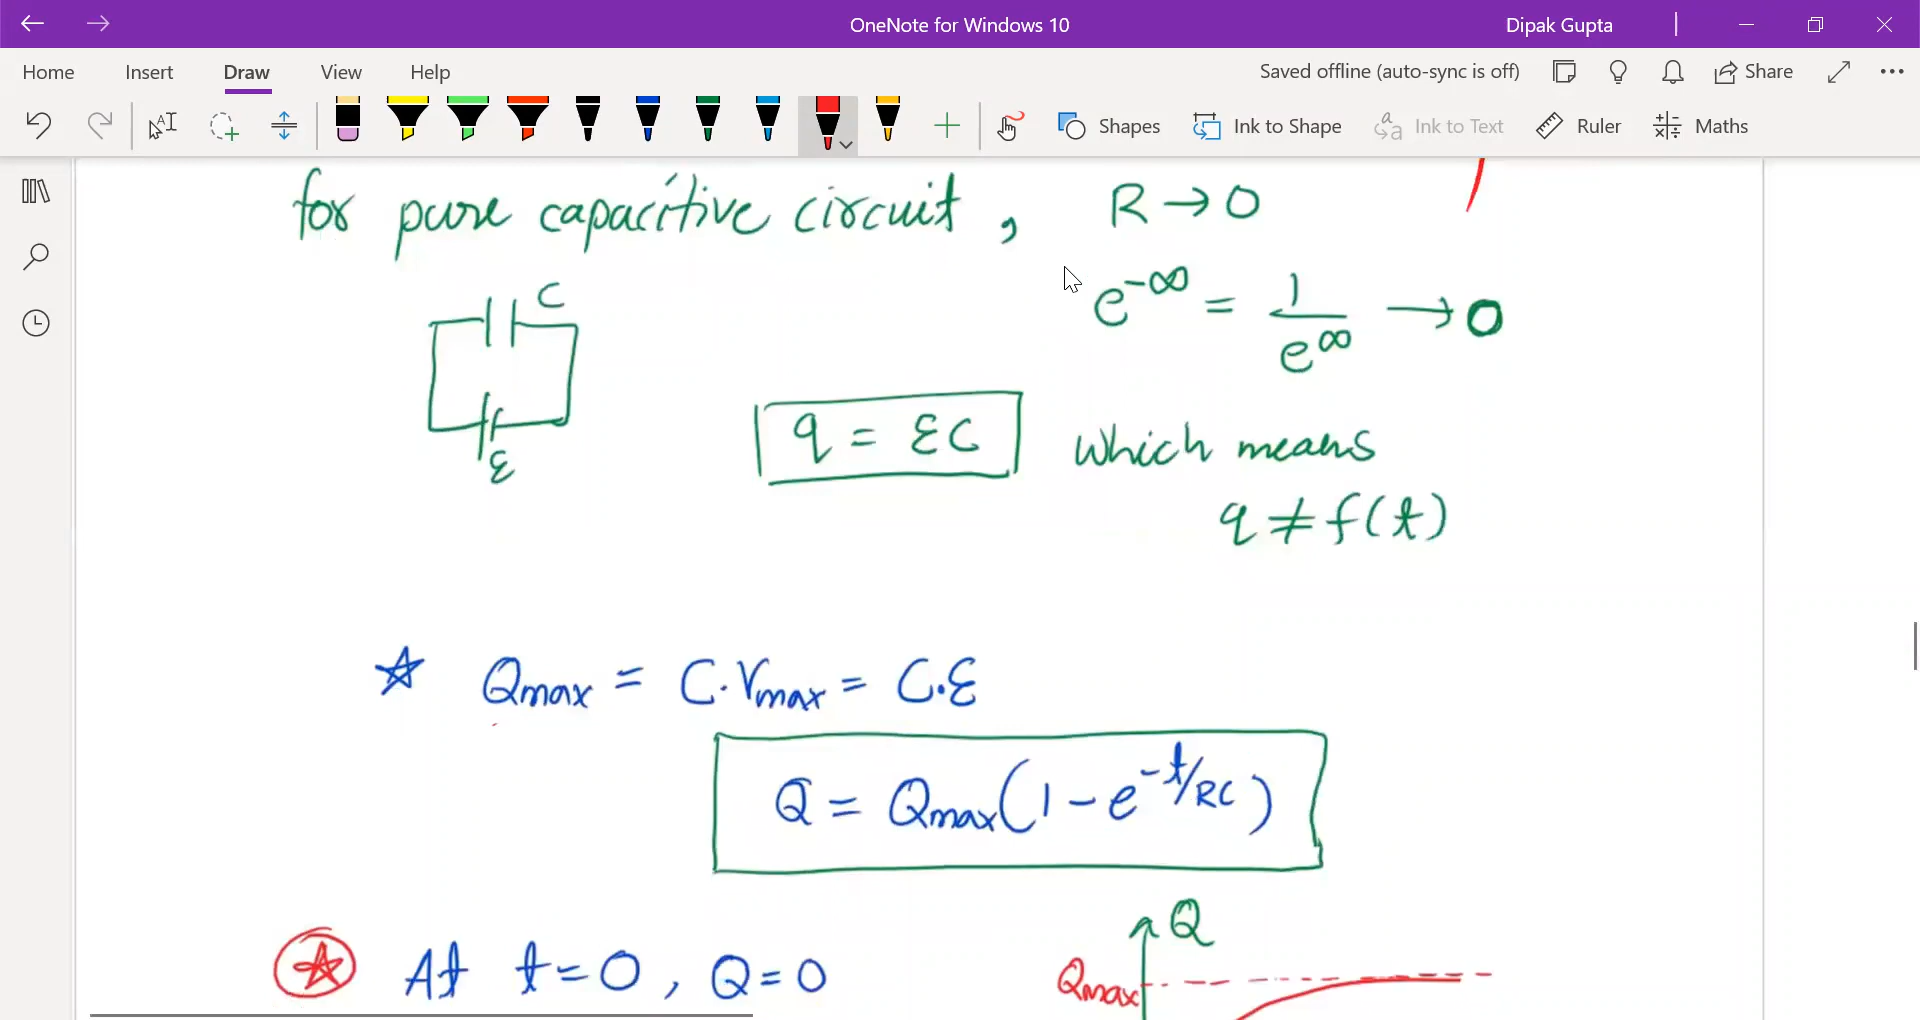 OneNote for Windows 10
Dipak Gupta
Home Insert Draw View Help
Saved offline (auto-sync is off)
Share
Shapes
Ink to Shape
Ink to Text
Ruler
Maths
for pure capacitive circuit, R → 0
C
e^-∞ = 1/e^∞ → 0
ε
q = εC which means
q ≠ f(t)
☆ Qmax = C.Vmax = C.ε
Q = Qmax(1 - e^-t/RC)
Q
☆ At t=0, Q=0
Qmax